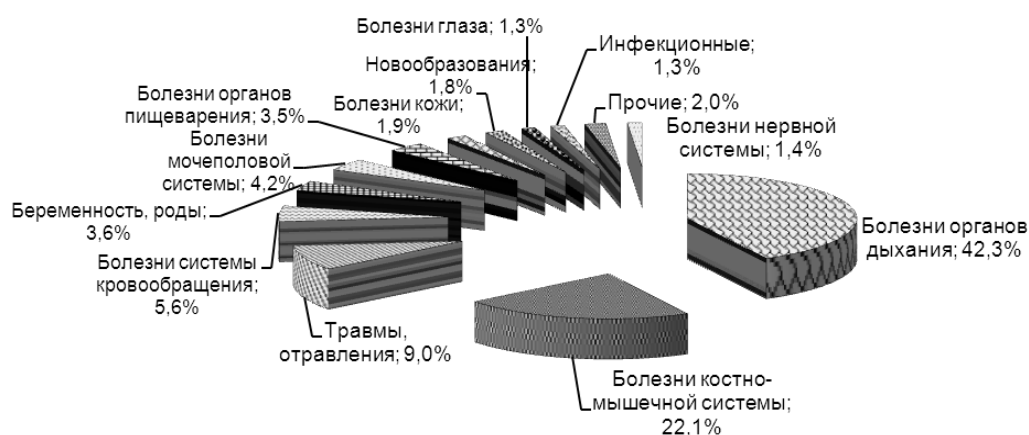 Болезни глаза; 1,3%
Инфекционные;
1,3%
Новообразования;
1,8%
Болезни органов
пищеварения; 3,5%
Болезни кожи;
1,9%
Прочие; 2,0%
Болезни нервной
системы; 1,4%
Болезни
мочеполовой
системы; 4,2%
Беременность, роды;
3,6%
Болезни органов
дыхания; 42,3%
Болезни системы
кровообращения;
5,6%
Травмы,
отравления; 9,0%
Болезни костно-
мышечной системы;
22.1%